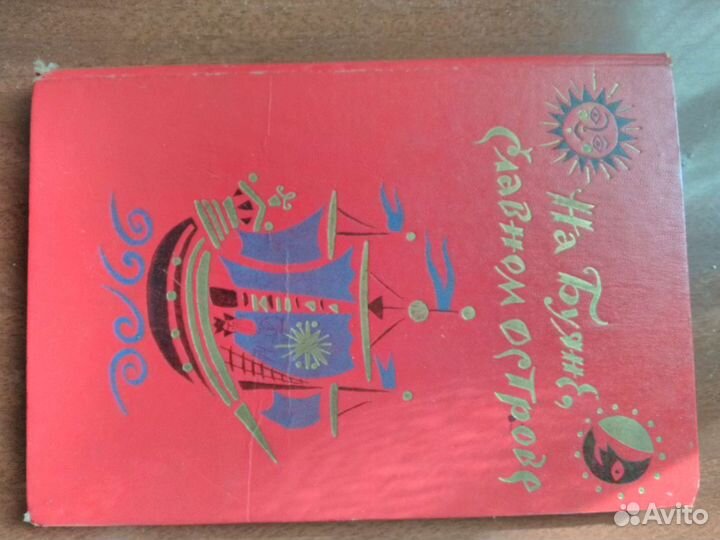 На Буяне,
славном острове
Avito